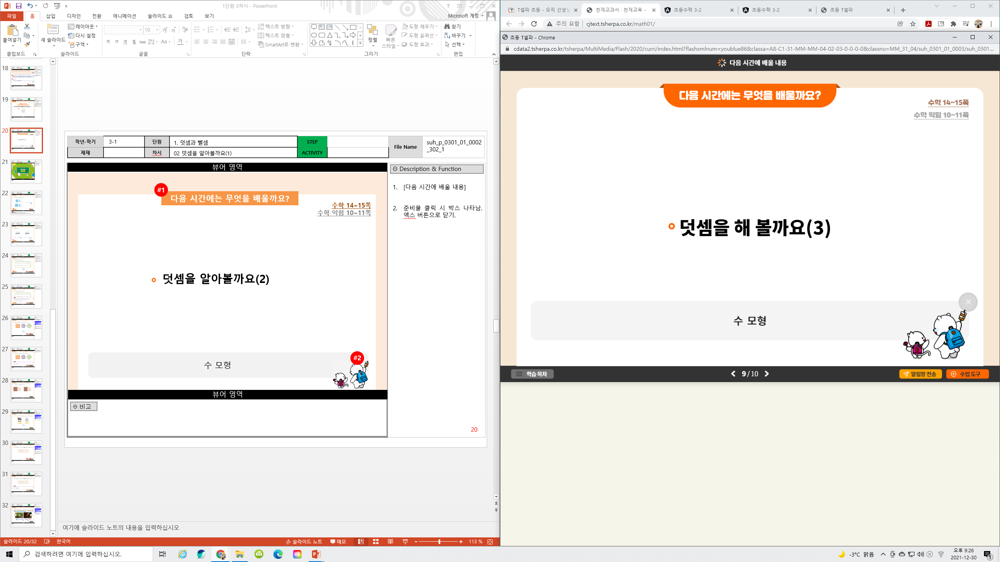 1단원 3차시 - PowerPoint
파일
홈
삽입
디자인
전환
애니메이션
슬라이드 쇼
검토
보기
Microsoft 계정
붙여넣기
새 슬라이드
레이아웃
다시 설정
구역
10
가 가 가 S 가나 Aa 가
텍스트 방향
텍스트 맞춤
SmartArt로 변환
정렬
빠른 스타일
도형 채우기
도형 윤곽선
도형 효과
찾기
바꾸기
선택
클립보드
슬라이드
글꼴
단락
그리기
편집
18
19
20
21
22
23
24
25
26
27
28
29
30
31
32
학년-학기 3-1 단원 1. 덧셈과 뺄셈 STEP
제재 차시 02 덧셈을 알아볼까요(1) ACTIVITY
File Name
suh_p_0301_01_0002
_302_1
뷰어 영역
#1
다음 시간에는 무엇을 배울까요?
수학 14~15쪽
수학 익힘 10~11쪽
덧셈을 알아볼까요(2)
수 모형
#2
뷰어 영역
Θ 비고
Θ Description & Function
1. [다음 시간에 배울 내용]
2. 준비물 클릭 시 박스 나타남.
엑스 버튼으로 닫기.
20
여기에 슬라이드 노트의 내용을 입력하십시오
슬라이드 20/32
한국어
슬라이드 노트
메모
113 %
T셀파 초등 - 오직 선생님
천재교과서 · 천재교육 –
초등수학 3-2
초등수학 3-2
초등 T셀파
주의 요함
cjtext.tsherpa.co.kr/math01/
초등 T셀파 - Chrome
cdata2.tsherpa.co.kr/tsherpa/MultiMedia/Flash/2020/curri/index.html?flashxmlnum=youblue86&classa=A8-C1-31-MM-MM-04-02-03-0-0-0-0&classno=MM_31_04/suh_0301_01_0003/suh_0301...
다음 시간에 배울 내용
다음 시간에는 무엇을 배울까요?
수학 14~15쪽
수학 익힘 10~11쪽
덧셈을 해 볼까요(3)
수 모형
학습 목차
9 / 10
알림장 전송
수업 도구
검색하려면 여기에 입력하십시오.
-3°C 맑음
오후 9:26
2021-12-30
1